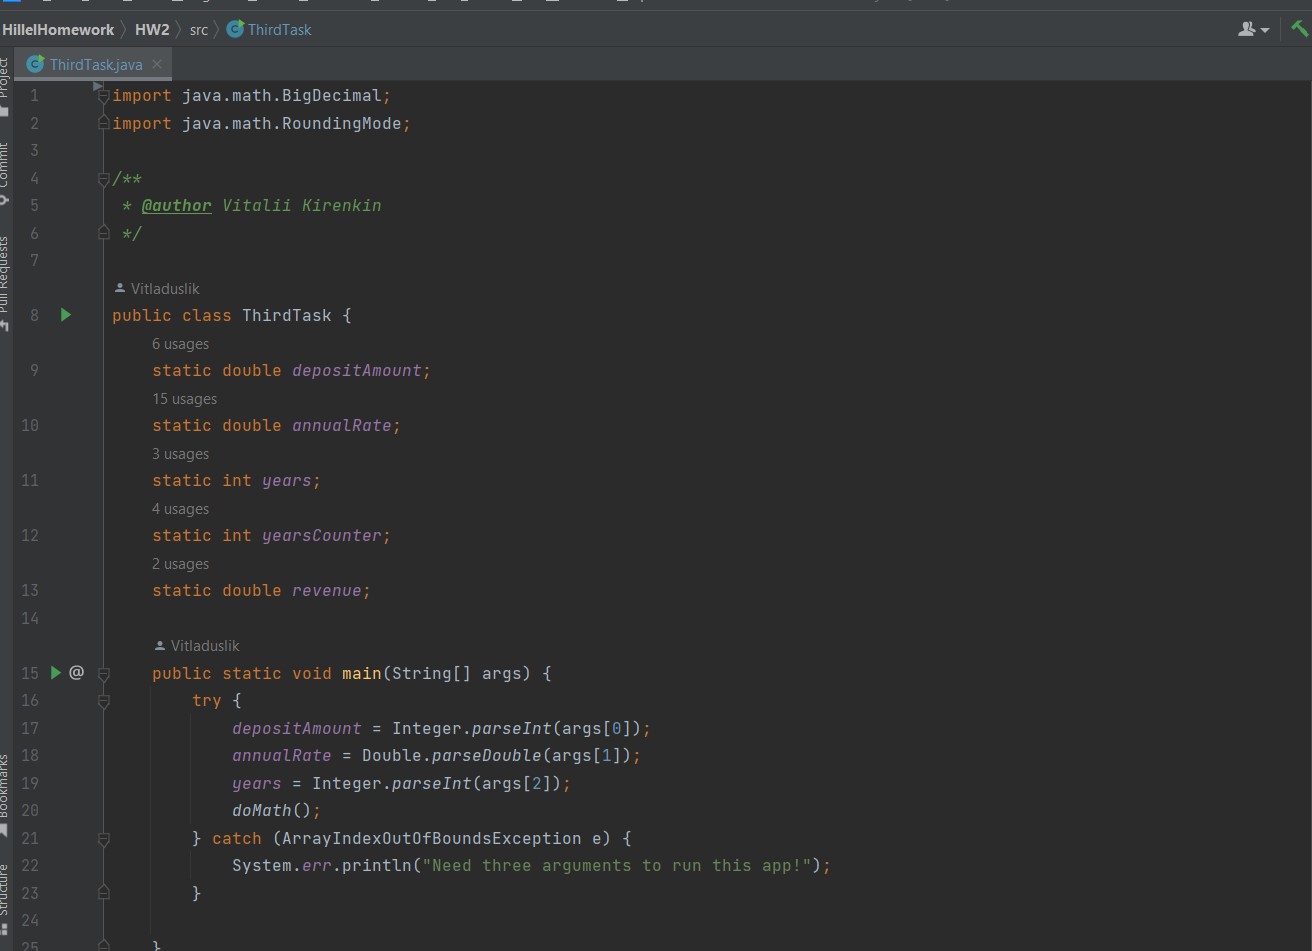 HillelHomework HW2 src ThirdTask
ThirdTask.java
Project
Commit
Pull Requests
Bookmarks
Structure
1 import java.math.BigDecimal;
2 import java.math.RoundingMode;
3
4 /**
5 * @author Vitalii Kirenkin
6 */
7
Vitladuslik
8 public class ThirdTask {
6 usages
9 static double depositAmount;
15 usages
10 static double annualRate;
3 usages
11 static int years;
4 usages
12 static int yearsCounter;
2 usages
13 static double revenue;
14
Vitladuslik
15 @ public static void main(String[] args) {
16 try {
17 depositAmount = Integer.parseInt(args[0]);
18 annualRate = Double.parseDouble(args[1]);
19 years = Integer.parseInt(args[2]);
20 doMath();
21 } catch (ArrayIndexOutOfBoundsException e) {
22 System.err.println("Need three arguments to run this app!");
23 }
24
25 }